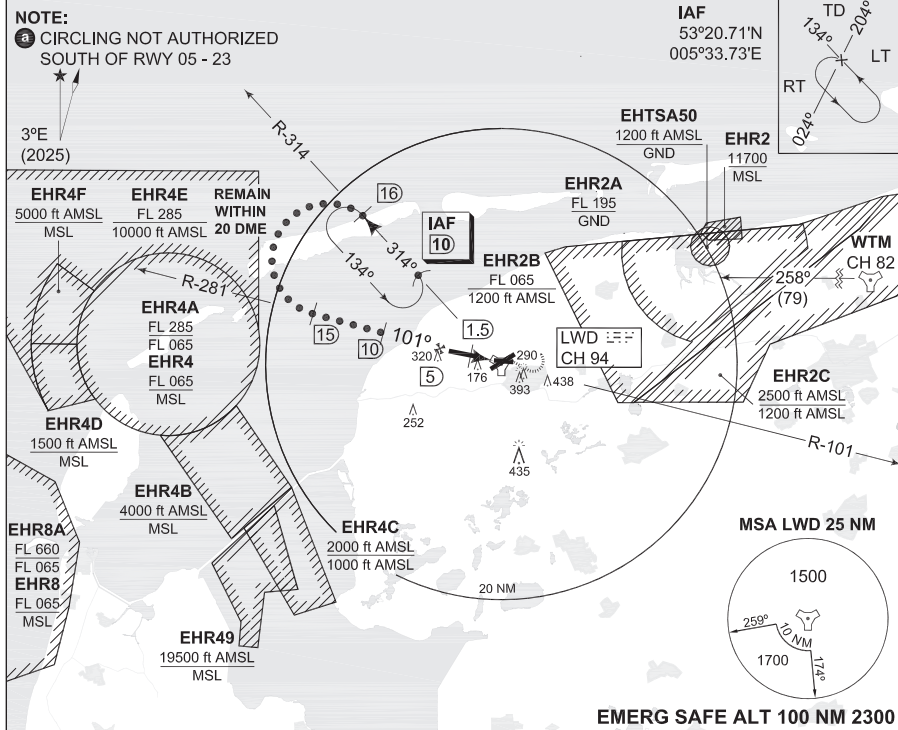 NOTE:
a CIRCLING NOT AUTHORIZED
SOUTH OF RWY 05 - 23
3°E
(2025)
IAF
53°20.71'N
005°33.73'E
TD
134°
204°
LT
RT
024°
R-314
EHTSA50
1200 ft AMSL
GND
EHR2
11700
MSL
EHR4F
5000 ft AMSL
MSL
EHR4E
FL 285
10000 ft AMSL
REMAIN
WITHIN
20 DME
16
IAF
10
EHR2A
FL 195
GND
134°
314°
EHR2B
FL 065
1200 ft AMSL
WTM
CH 82
258°
(79)
R-281
EHR4A
FL 285
FL 065
EHR4
FL 065
MSL
15
10
101°
1.5
LWD
CH 94
320
5
176
290
393
438
252
435
EHR2C
2500 ft AMSL
1200 ft AMSL
R-101
EHR4D
1500 ft AMSL
MSL
EHR4B
4000 ft AMSL
MSL
EHR8A
FL 660
FL 065
EHR8
FL 065
MSL
EHR4C
2000 ft AMSL
1000 ft AMSL
20 NM
EHR49
19500 ft AMSL
MSL
MSA LWD 25 NM
1500
259°
10 NM
1700
174°
EMERG SAFE ALT 100 NM 2300